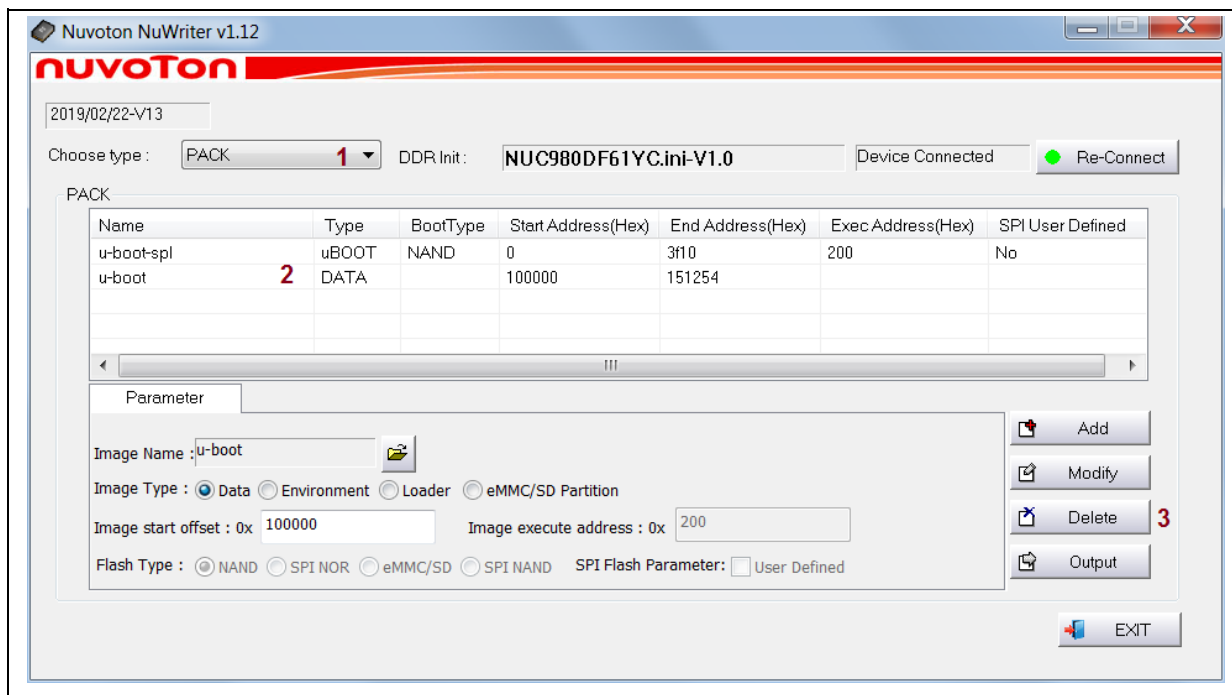 Nuvoton NuWriter v1.12
nuvoTon
2019/02/22-V13
Choose type : PACK 1 DDR Init : NUC980DF61YC.ini-V1.0 Device Connected Re-Connect
PACK
Name Type BootType Start Address(Hex) End Address(Hex) Exec Address(Hex) SPI User Defined
u-boot-spl uBOOT NAND 0 3f10 200 No
u-boot 2 DATA 100000 151254
Parameter
Add
Image Name : u-boot
Modify
Image Type : Data Environment Loader eMMC/SD Partition
Delete 3
Image start offset : 0x 100000 Image execute address : 0x 200
Flash Type : NAND SPI NOR eMMC/SD SPI NAND SPI Flash Parameter: User Defined
Output
EXIT